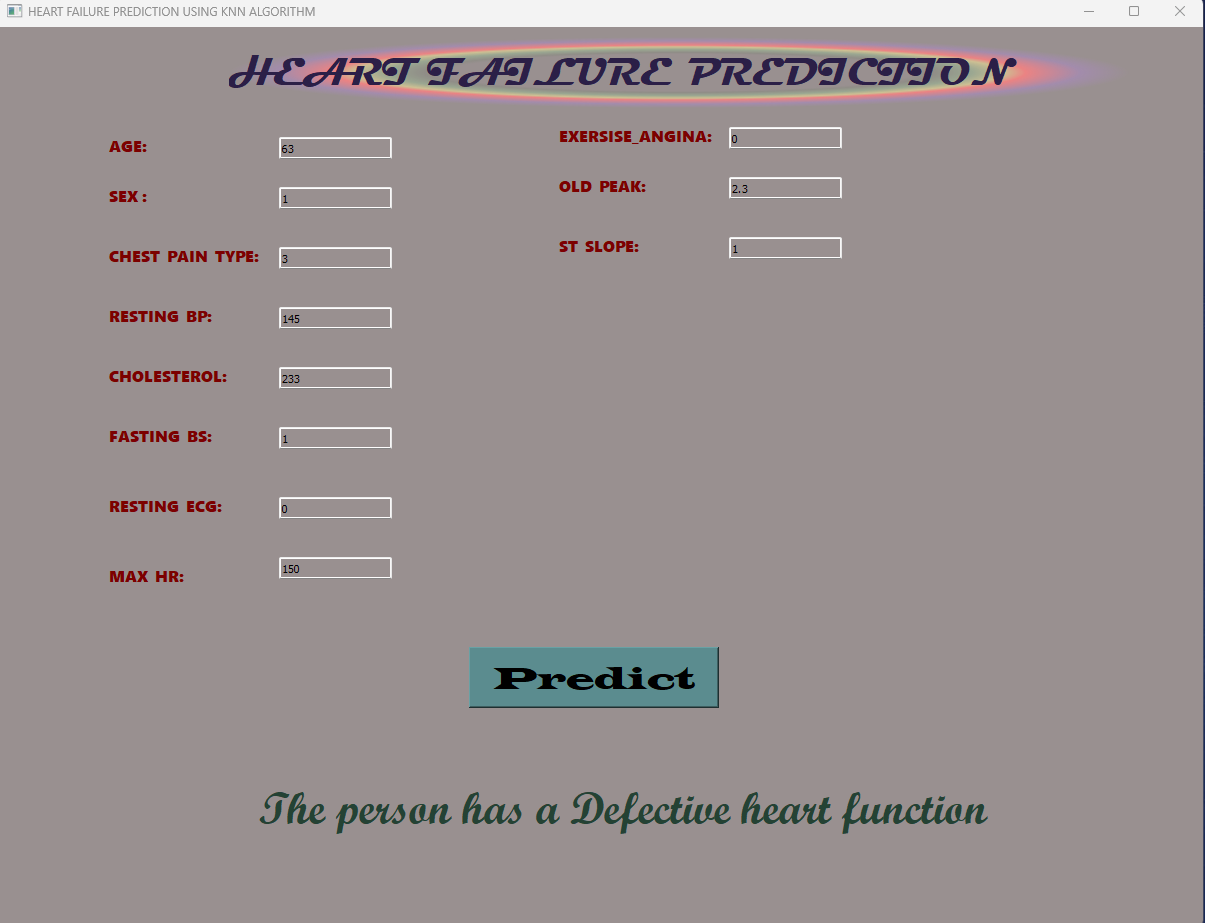 HEART FAILURE PREDICTION USING KNN ALGORITHM
HEART FAILURE PREDICTION
AGE: 63
SEX : 1
CHEST PAIN TYPE: 3
RESTING BP: 145
CHOLESTEROL: 233
FASTING BS: 1
RESTING ECG: 0
MAX HR: 150
EXERSISE_ANGINA: 0
OLD PEAK: 2.3
ST SLOPE: 1
Predict
The person has a Defective heart function